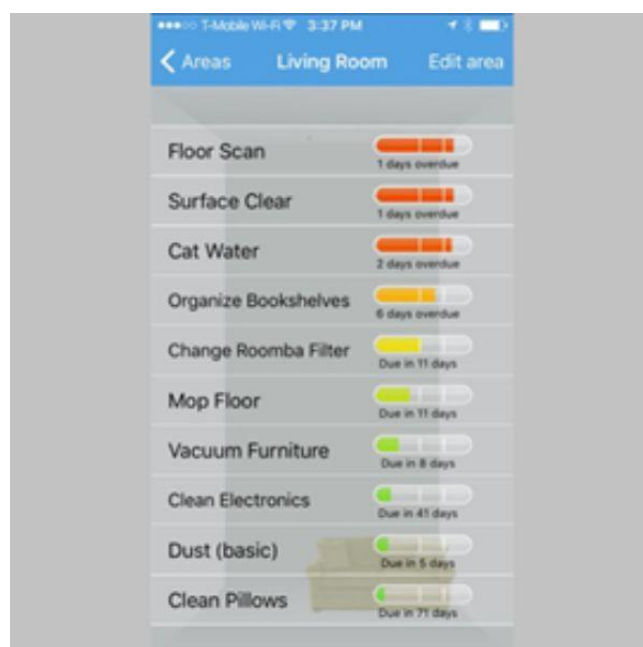 T-Mobile Wi-Fi 3:37 PM
Areas Living Room Edit area
Floor Scan
1 days overdue
Surface Clear
1 days overdue
Cat Water
2 days overdue
Organize Bookshelves
6 days overdue
Change Roomba Filter
Due in 11 days
Mop Floor
Due in 11 days
Vacuum Furniture
Due in 8 days
Clean Electronics
Due in 41 days
Dust (basic)
Due in 5 days
Clean Pillows
Due in 71 days